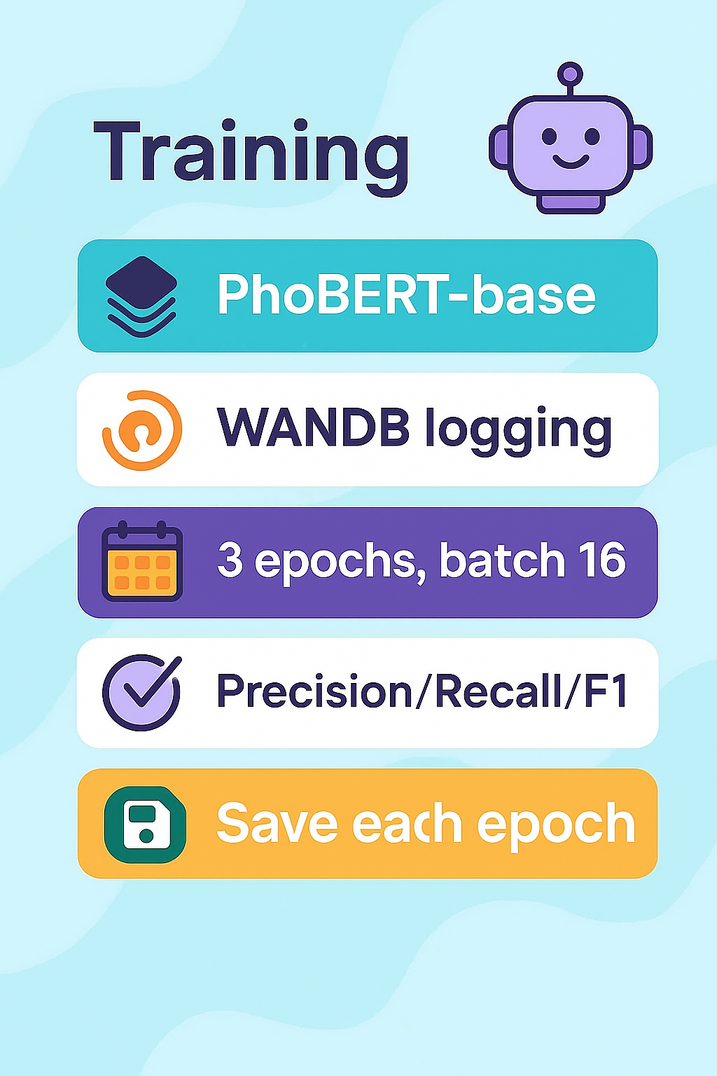 Training
PhoBERT-base
WANDB logging
3 epochs, batch 16
Precision/Recall/F1
Save each epoch